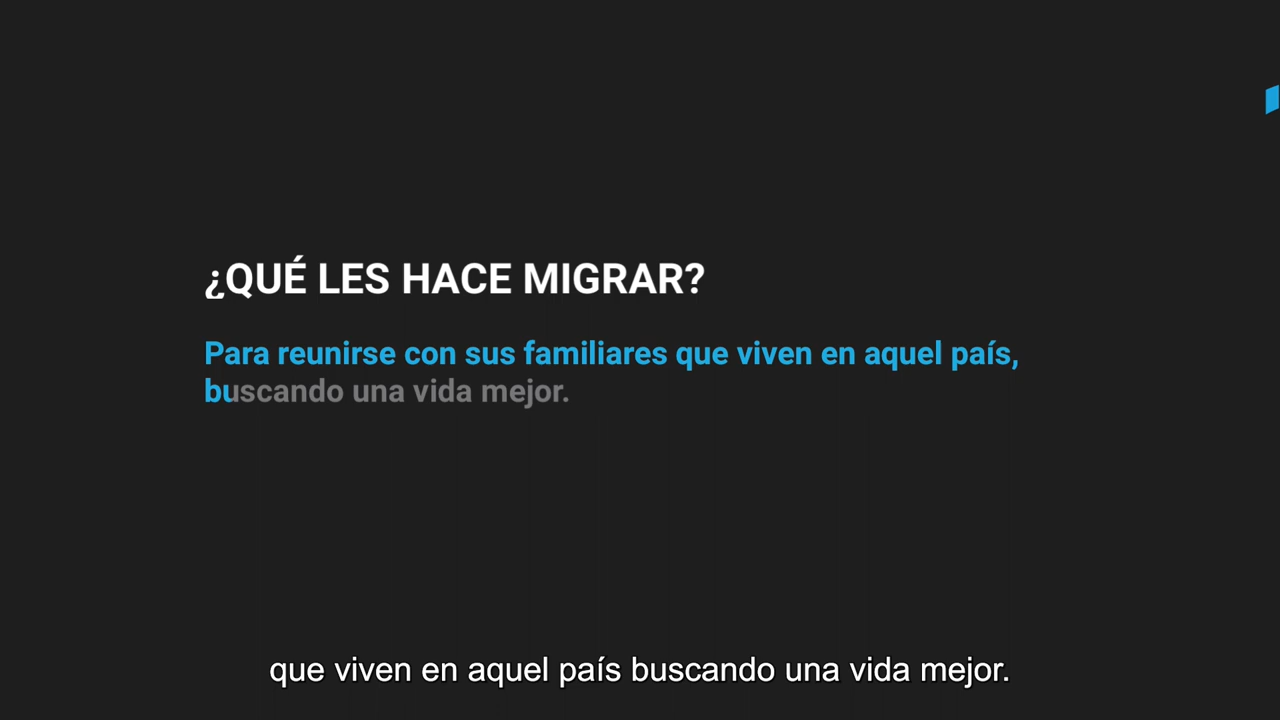 ¿QUÉ LES HACE MIGRAR?
Para reunirse con sus familiares que viven en aquel país,
buscando una vida mejor.
que viven en aquel país buscando una vida mejor.